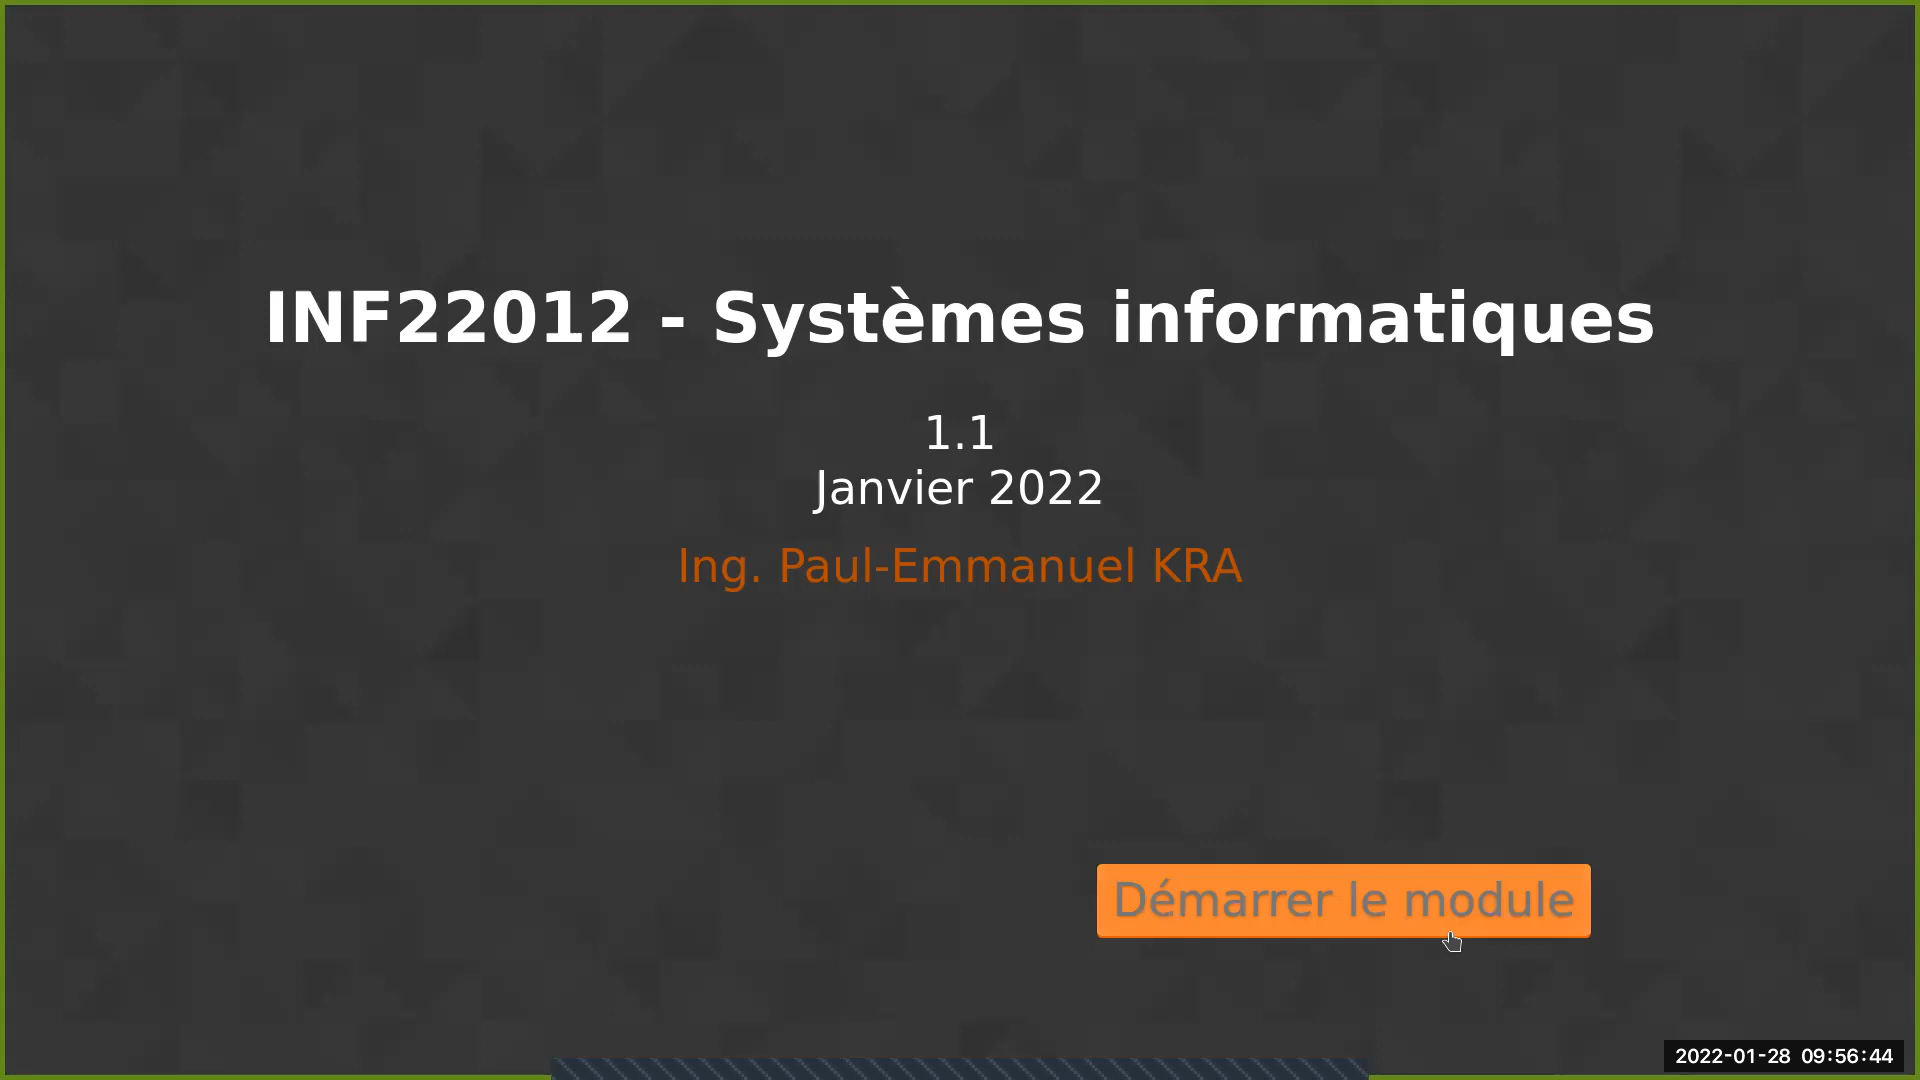 INF22012 - Systèmes informatiques
1.1
Janvier 2022
Ing. Paul-Emmanuel KRA
Démarrer le module
2022-01-28 09:56:44